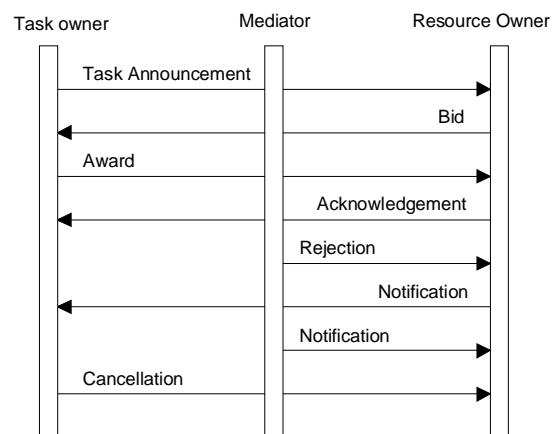 Task owner
Mediator
Resource Owner
Task Announcement
Bid
Award
Acknowledgement
Rejection
Notification
Notification
Cancellation